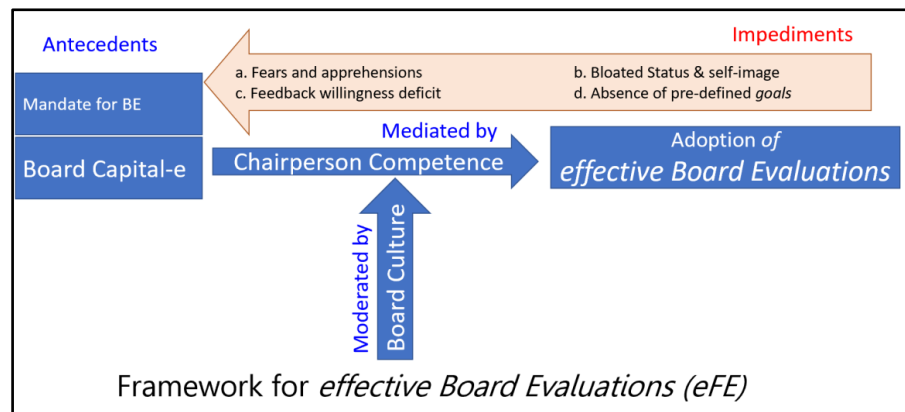 Antecedents
Impediments
a. Fears and apprehensions
b. Bloated Status & self-image
c. Feedback willingness deficit
d. Absence of pre-defined goals
Mandate for BE
Board Capital-e
Mediated by
Chairperson Competence
Adoption of
effective Board Evaluations
Moderated by
Board Culture
Framework for effective Board Evaluations (eFE)